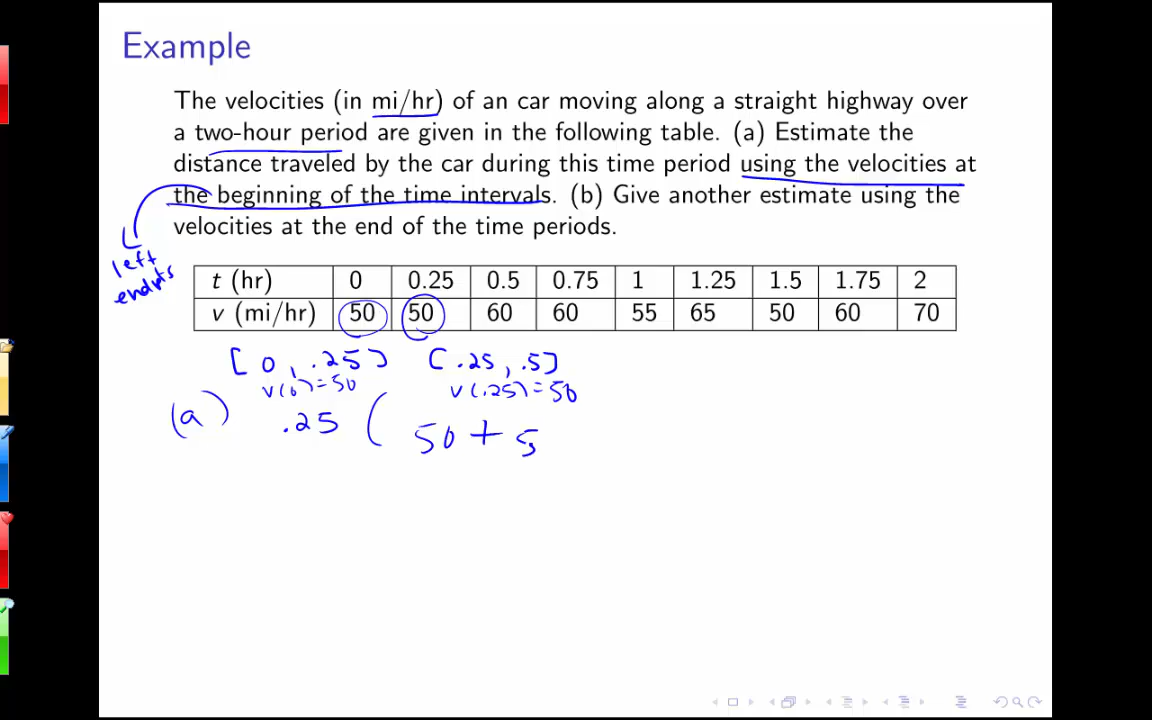 Example
The velocities (in mi/hr) of an car moving along a straight highway over
a two-hour period are given in the following table. (a) Estimate the
distance traveled by the car during this time period using the velocities at
the beginning of the time intervals. (b) Give another estimate using the
velocities at the end of the time periods.
left
endpts
t (hr) 0 0.25 0.5 0.75 1 1.25 1.5 1.75 2
v (mi/hr) 50 50 60 60 55 65 50 60 70
[0, .25] [.25, .5]
v(0)=50 v(.25)=50
(a) .25 ( 50 + 5